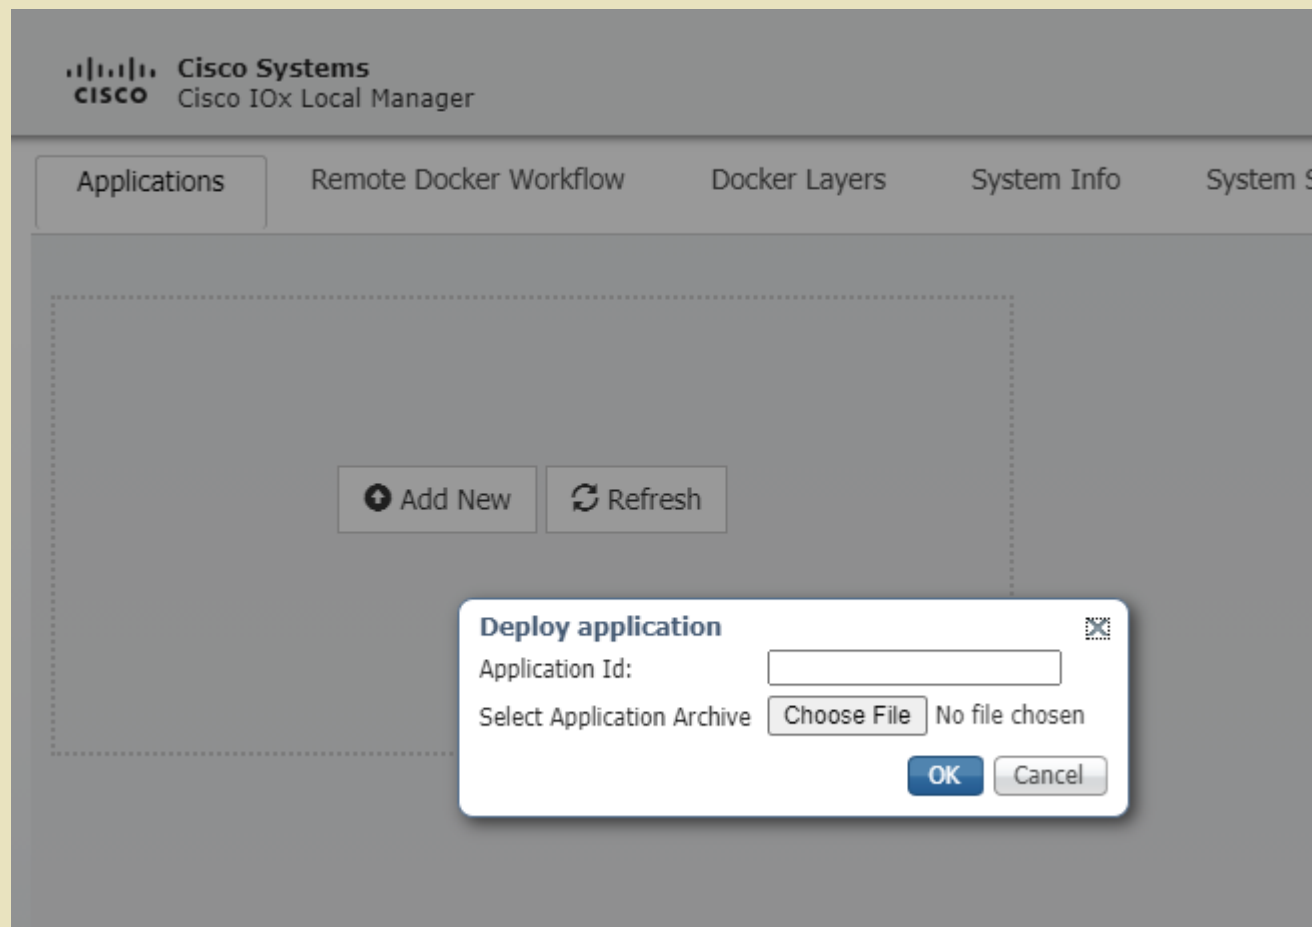 Cisco Systems
CISCO Cisco IOx Local Manager
Applications Remote Docker Workflow Docker Layers System Info System S
Add New Refresh
Deploy application
Application Id:
Select Application Archive Choose File No file chosen
OK Cancel